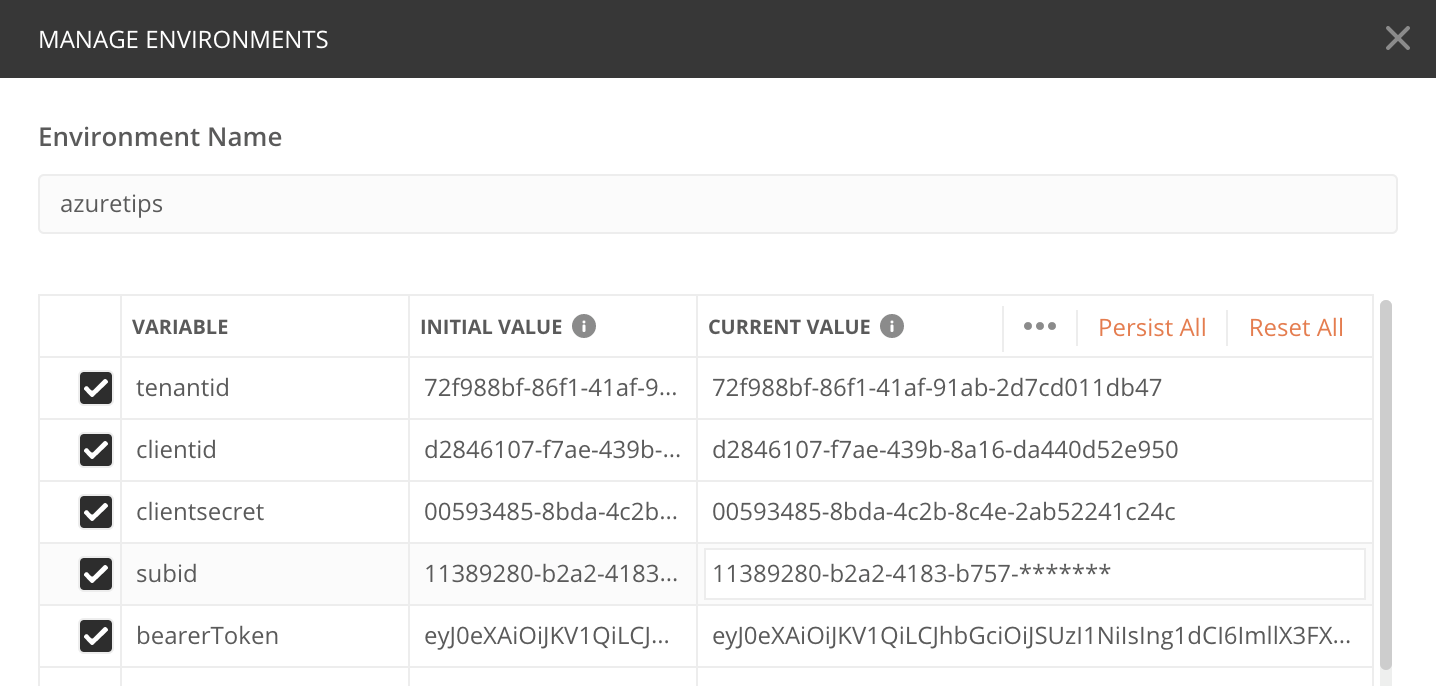 MANAGE ENVIRONMENTS
Environment Name
azuretips
VARIABLE INITIAL VALUE CURRENT VALUE ••• Persist All Reset All
tenantid 72f988bf-86f1-41af-9... 72f988bf-86f1-41af-91ab-2d7cd011db47
clientid d2846107-f7ae-439b-... d2846107-f7ae-439b-8a16-da440d52e950
clientsecret 00593485-8bda-4c2b... 00593485-8bda-4c2b-8c4e-2ab52241c24c
subid 11389280-b2a2-4183... 11389280-b2a2-4183-b757-*******
bearerToken eyJ0eXAiOiJKV1QiLCJ... eyJ0eXAiOiJKV1QiLCJhbGciOiJSUzI1NiIsIng1dCI6ImllX3FX...